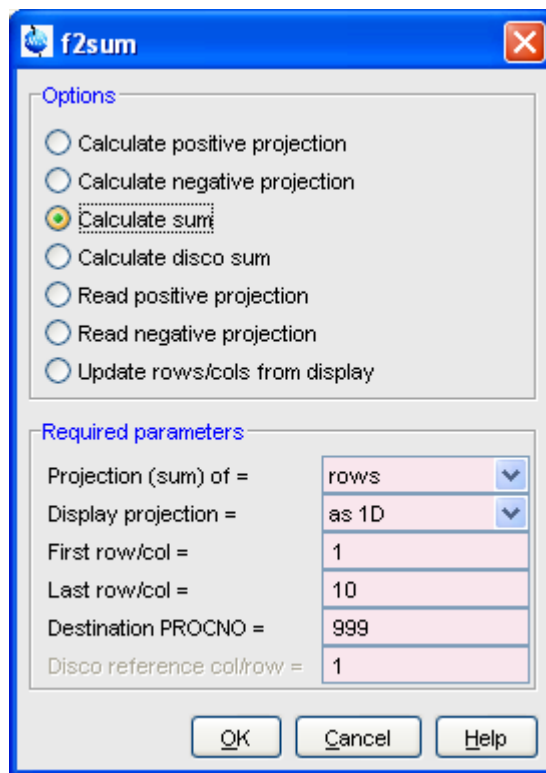 f2sum
Options
Calculate positive projection
Calculate negative projection
Calculate sum
Calculate disco sum
Read positive projection
Read negative projection
Update rows/cols from display
Required parameters
Projection (sum) of = rows
Display projection = as 1D
First row/col = 1
Last row/col = 10
Destination PROCNO = 999
Disco reference col/row = 1
OK Cancel Help